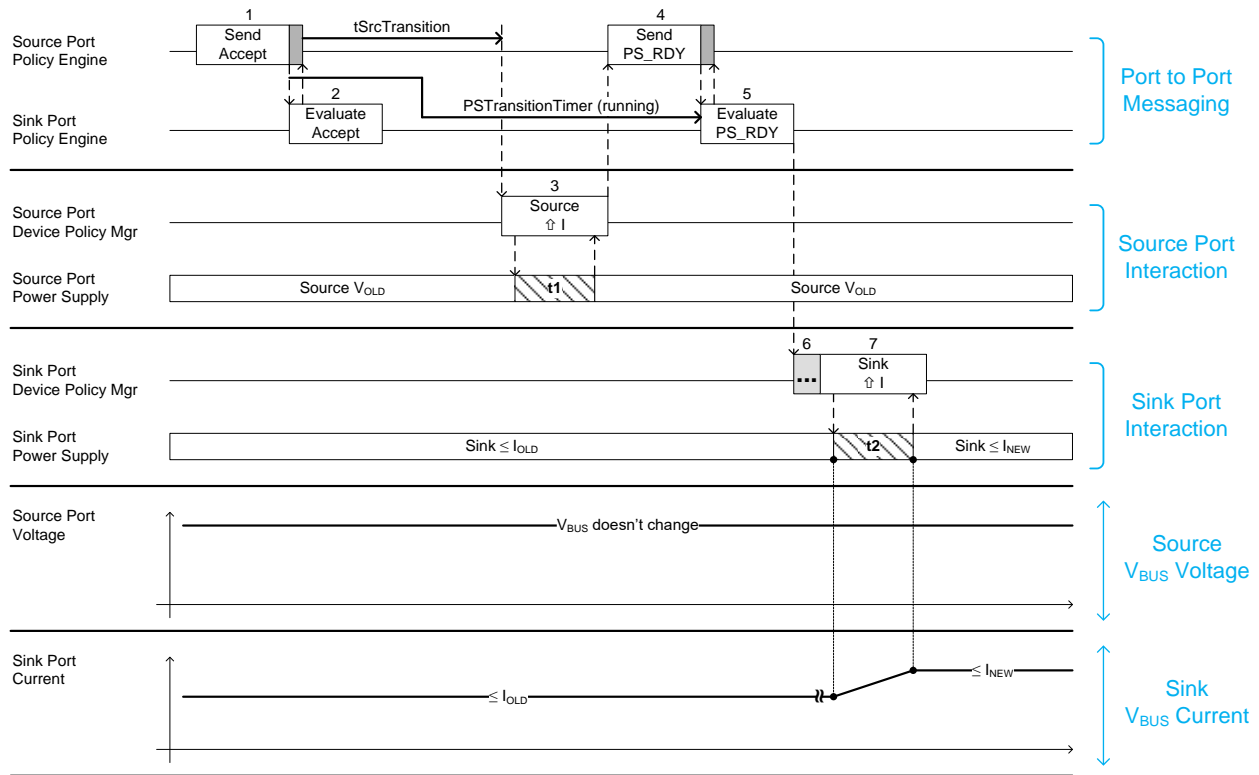 1
Send
Accept
tSrcTransition
4
Send
PS_RDY
Source Port
Policy Engine
2
Evaluate
Accept
PSTransitionTimer (running)
5
Evaluate
PS_RDY
Sink Port
Policy Engine
Port to Port
Messaging
3
Source
⇧ I
Source Port
Device Policy Mgr
Source Port
Power Supply
Source VOLD
t1
Source VOLD
Source Port
Interaction
6
...
7
Sink
⇧ I
Sink Port
Device Policy Mgr
Sink Port
Power Supply
Sink ≤ IOLD
t2
Sink ≤ INEW
Sink Port
Interaction
Source Port
Voltage
VBUS doesn't change
Source
VBUS Voltage
Sink Port
Current
≤ IOLD
≤ INEW
Sink
VBUS Current